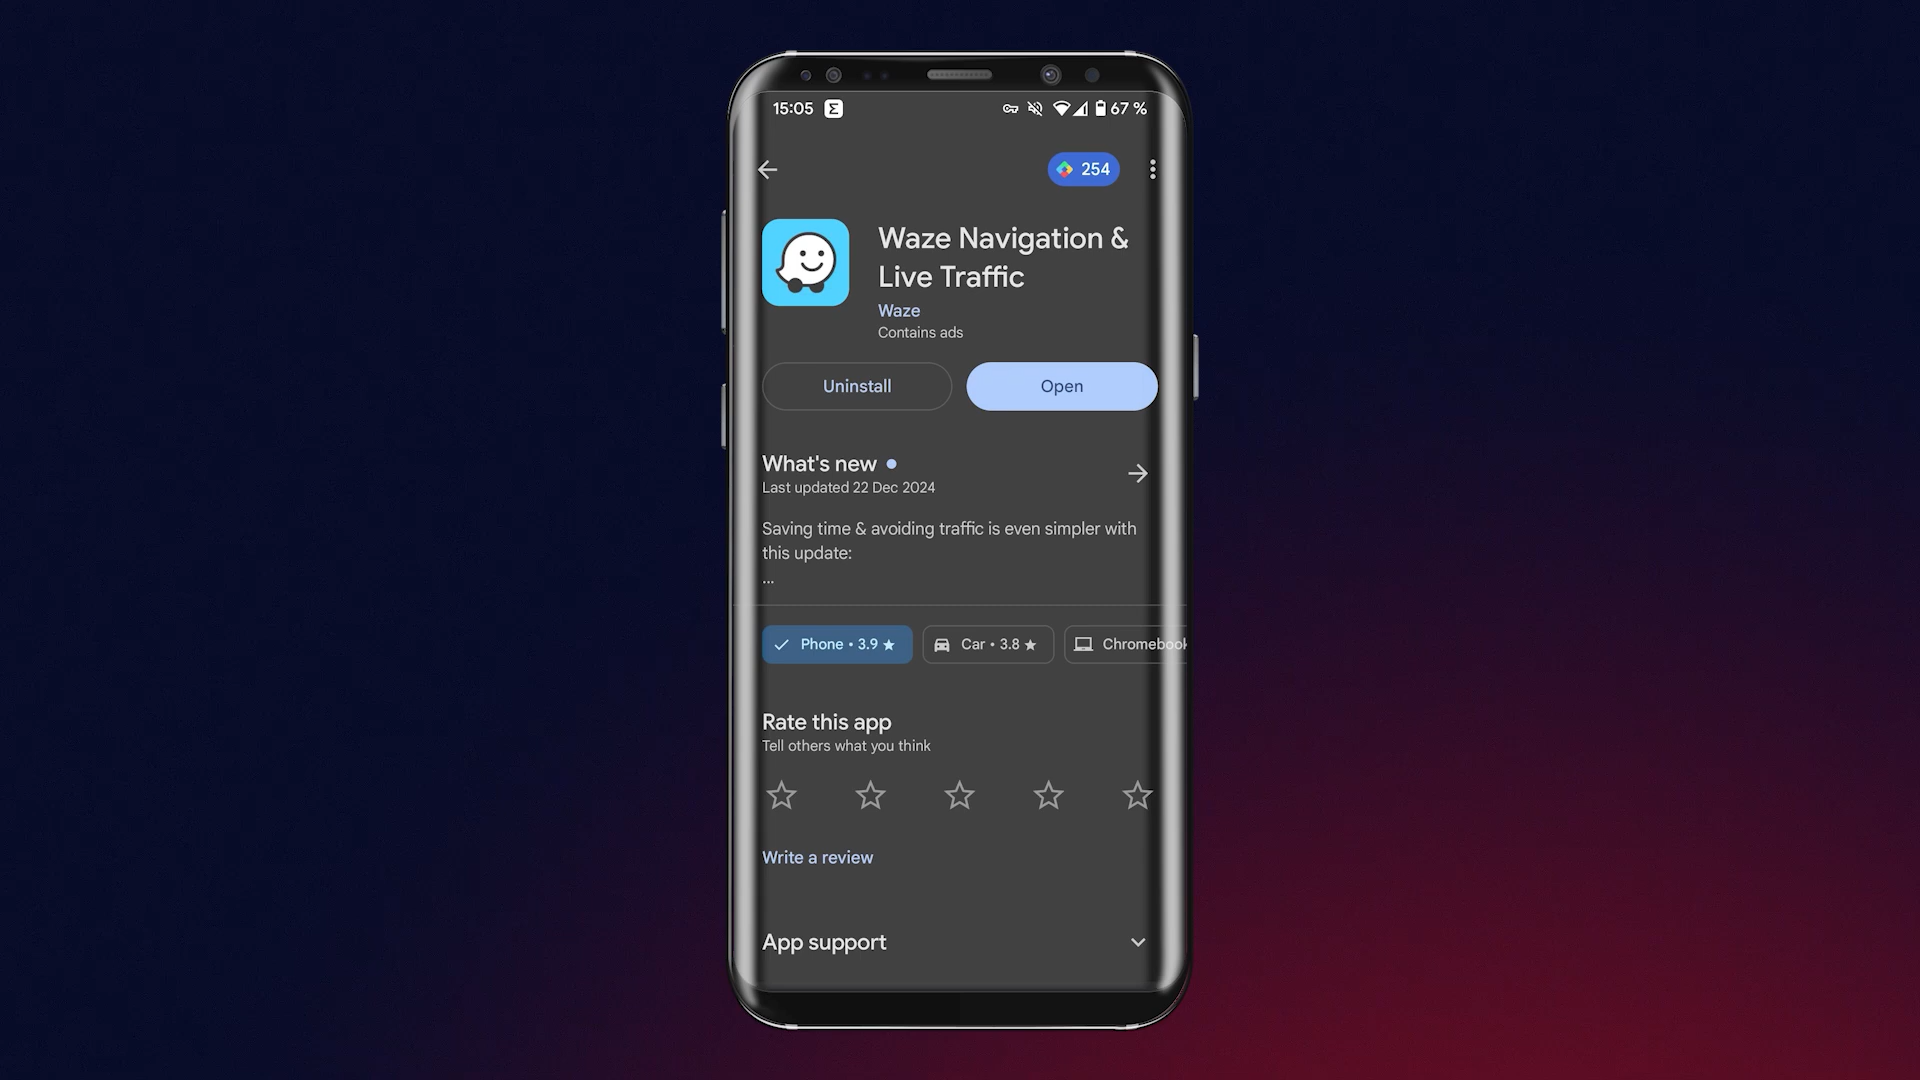 15:05 67 %
254
Waze Navigation &
Live Traffic
Waze
Contains ads
Uninstall Open
What's new
Last updated 22 Dec 2024
Saving time & avoiding traffic is even simpler with
this update:
...
Phone • 3.9 ★ Car • 3.8 ★ Chromebook
Rate this app
Tell others what you think
Write a review
App support